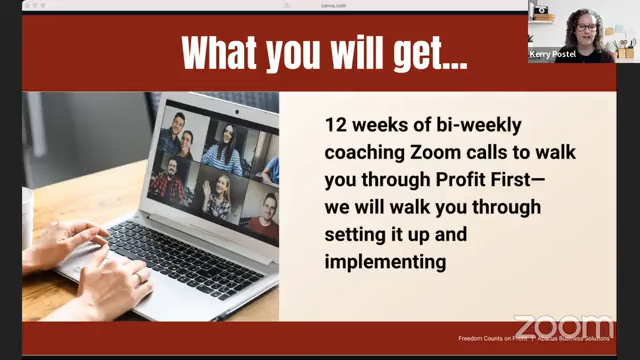 canva.com
What you will get...
Kerry Postel
12 weeks of bi-weekly
coaching Zoom calls to walk
you through Profit First—
we will walk you through
setting it up and
implementing
zoom
Freedom Counts on Profit | Abacus Business Solutions